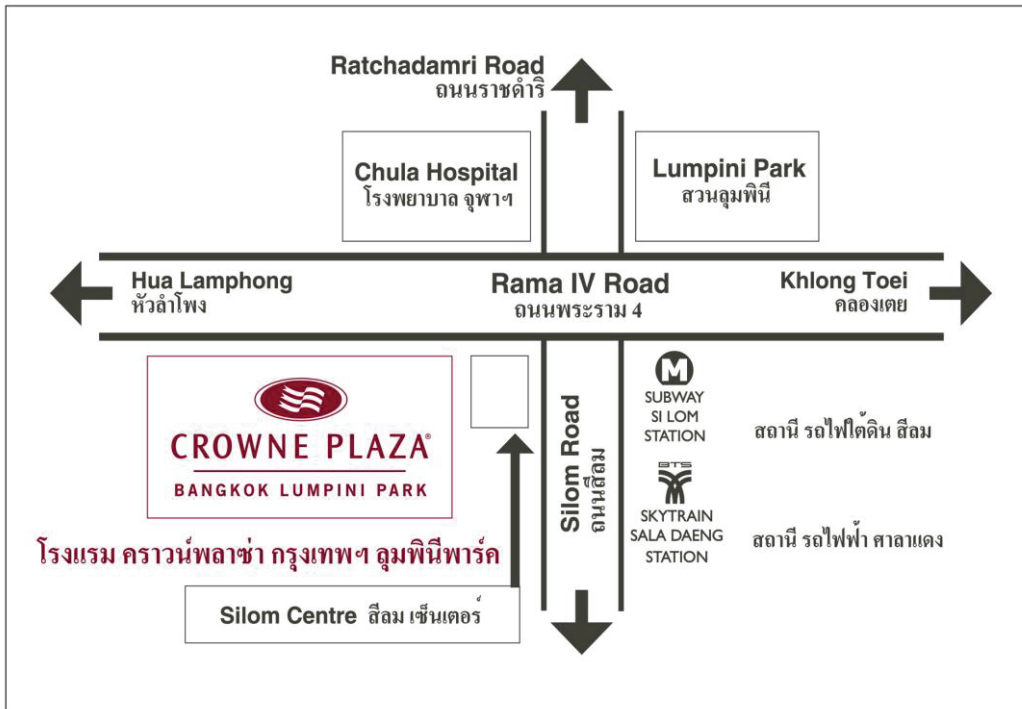 Ratchadamri Road
ถนนราชดำริ
Chula Hospital
โรงพยาบาล จุฬาฯ
Lumpini Park
สวนลุมพินี
Hua Lamphong
หัวลำโพง
Rama IV Road
ถนนพระราม 4
Khlong Toei
คลองเตย
CROWNE PLAZA®
BANGKOK LUMPINI PARK
โรงแรม คราวน์พลาซ่า กรุงเทพฯ ลุมพินีพาร์ค
Silom Centre สีลม เซ็นเตอร์
Silom Road
ถนนสีลม
M
SUBWAY
SI LOM
STATION
สถานี รถไฟใต้ดิน สีลม
BTS
SKYTRAIN
SALA DAENG
STATION
สถานี รถไฟฟ้า ศาลาแดง